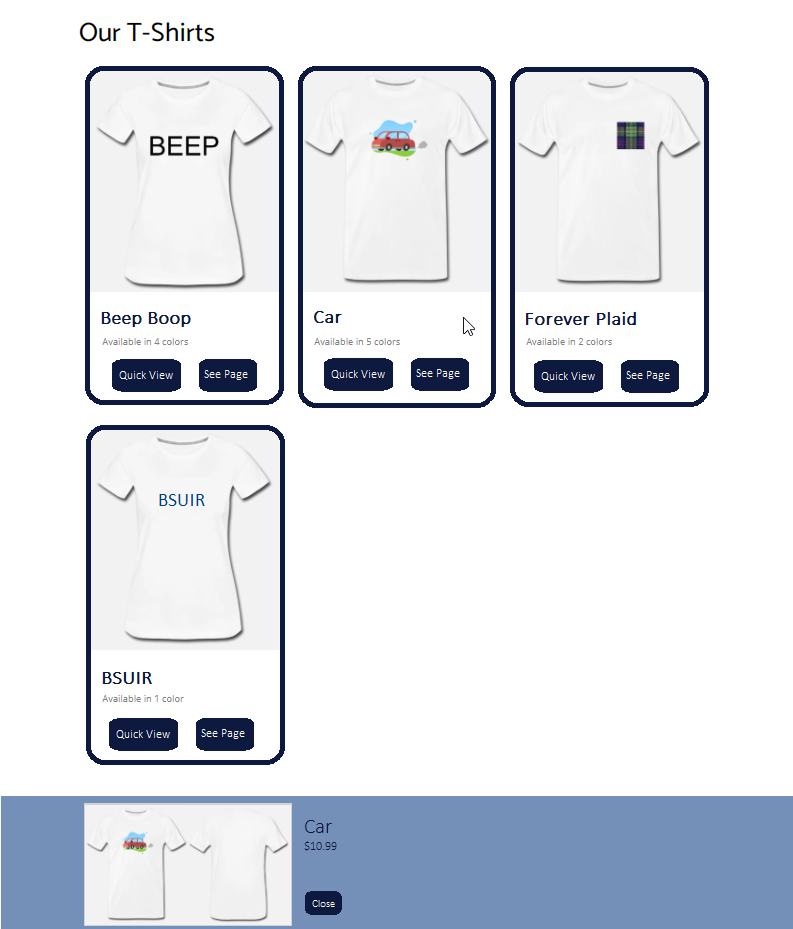 Our T-Shirts
BEEP
Beep Boop
Available in 4 colors
Quick View
See Page
Car
Available in 5 colors
Quick View
See Page
Forever Plaid
Available in 2 colors
Quick View
See Page
BSUIR
BSUIR
Available in 1 color
Quick View
See Page
Car
$10.99
Close